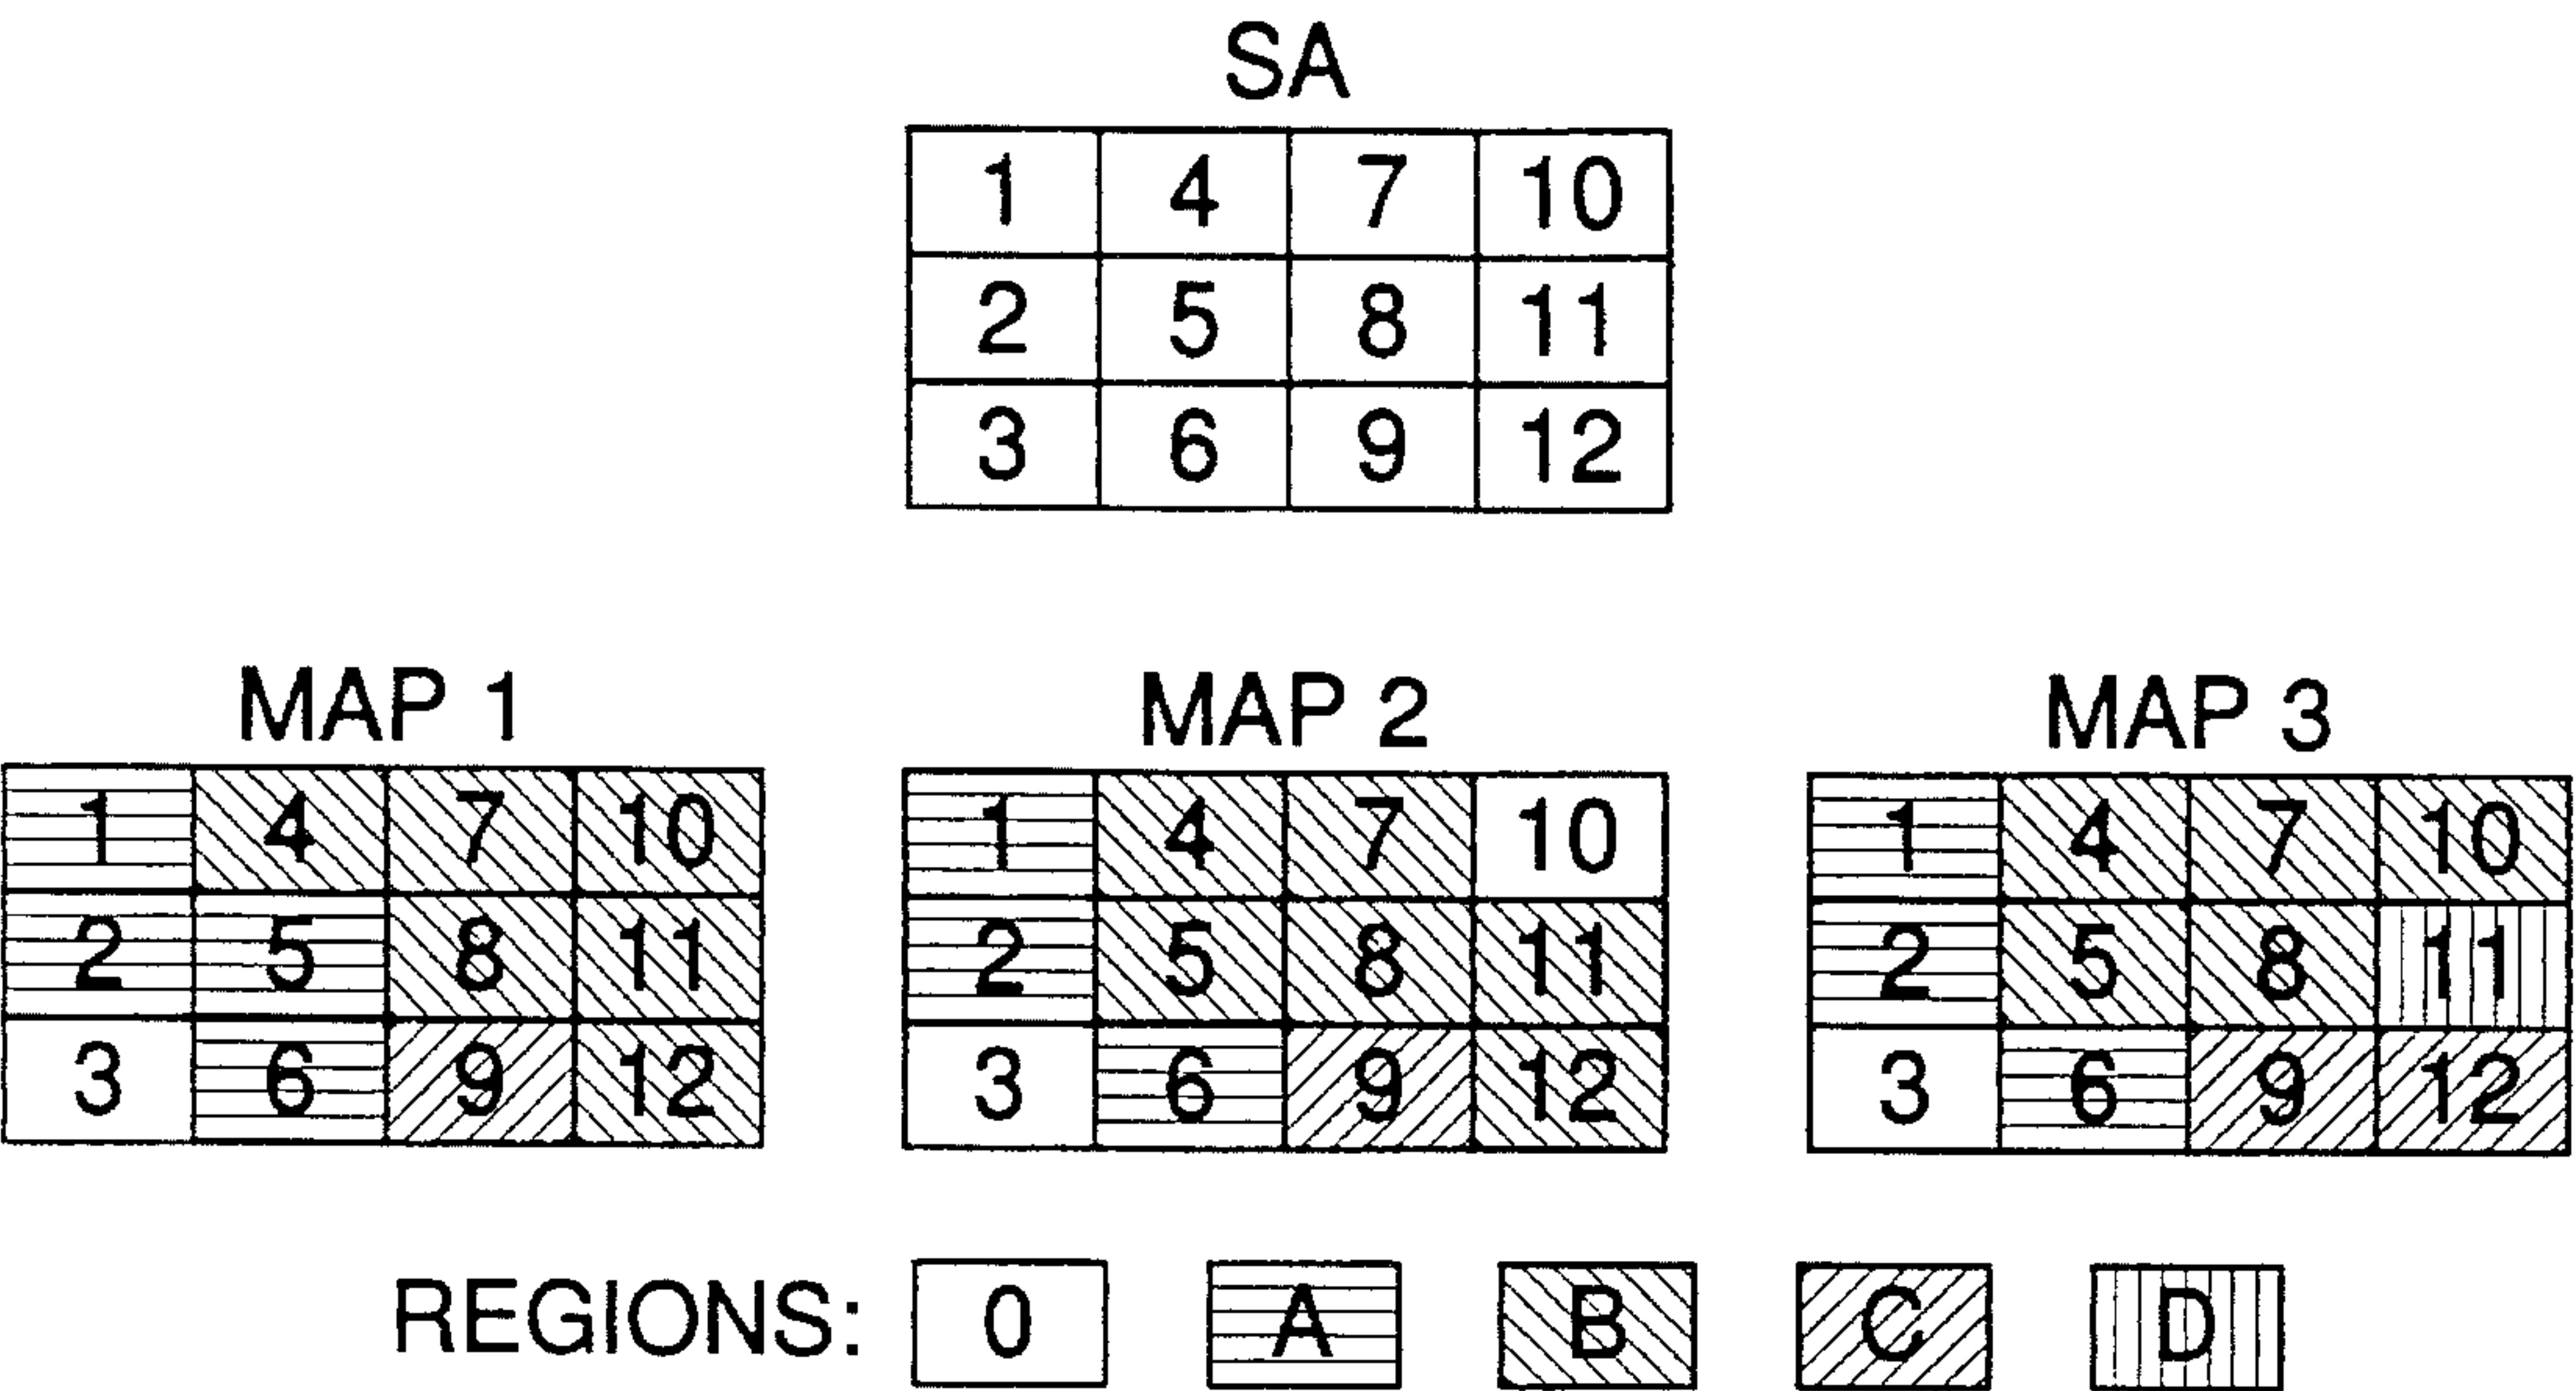 SA
1 4 7 10
2 5 8 11
3 6 9 12
MAP 1 MAP 2 MAP 3
1 4 7 10 1 4 7 10 1 4 7 10
2 5 8 11 2 5 8 11 2 5 8 11
3 6 9 12 3 6 9 12 3 6 9 12
REGIONS: 0 A B C D